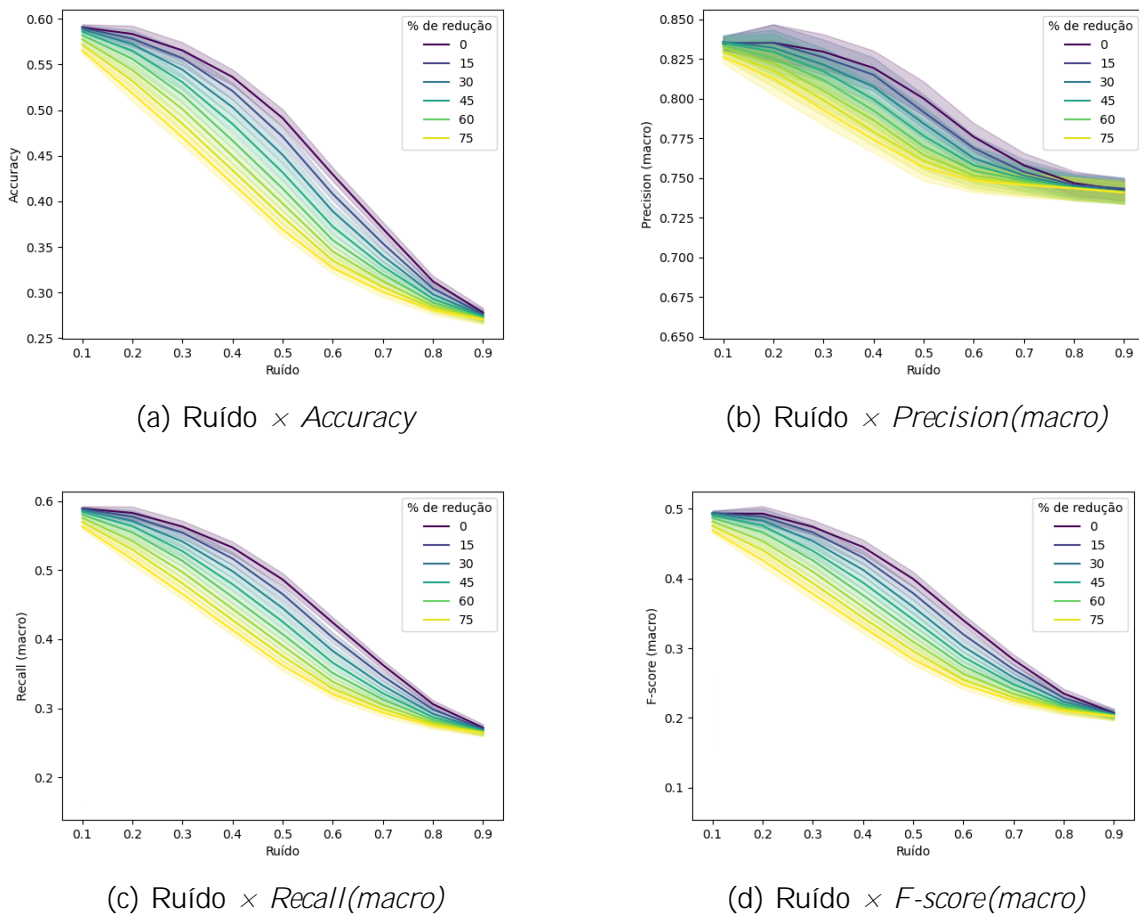 0.60
0.55
0.50
0.45
0.40
0.35
0.30
0.25
Accuracy
% de redução
0
15
30
45
60
75
0.1 0.2 0.3 0.4 0.5 0.6 0.7 0.8 0.9
Ruído
(a) Ruído × Accuracy
0.850
0.825
0.800
0.775
0.750
0.725
0.700
0.675
0.650
Precision (macro)
% de redução
0
15
30
45
60
75
0.1 0.2 0.3 0.4 0.5 0.6 0.7 0.8 0.9
Ruído
(b) Ruído × Precision(macro)
0.6
0.5
0.4
0.3
0.2
Recall (macro)
% de redução
0
15
30
45
60
75
0.1 0.2 0.3 0.4 0.5 0.6 0.7 0.8 0.9
Ruído
(c) Ruído × Recall(macro)
0.5
0.4
0.3
0.2
0.1
F-score (macro)
% de redução
0
15
30
45
60
75
0.1 0.2 0.3 0.4 0.5 0.6 0.7 0.8 0.9
Ruído
(d) Ruído × F-score(macro)